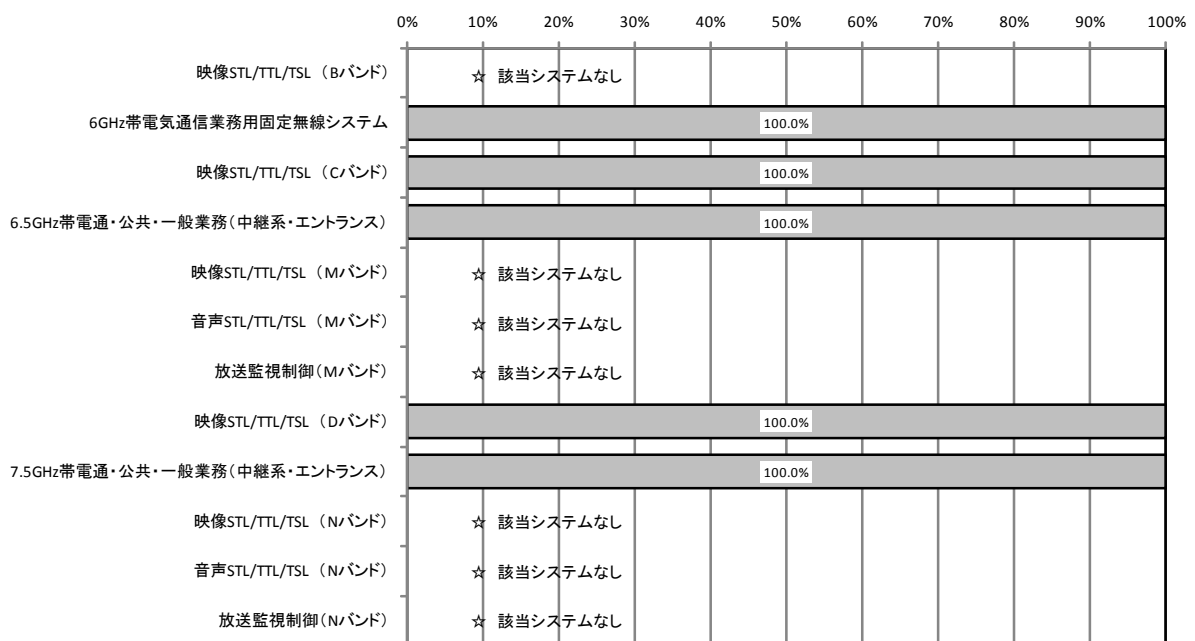 0% 10% 20% 30% 40% 50% 60% 70% 80% 90% 100%
映像STL/TTL/TSL （Bバンド） ☆ 該当システムなし
6GHz帯電気通信業務用固定無線システム 100.0%
映像STL/TTL/TSL （Cバンド） 100.0%
6.5GHz帯電通・公共・一般業務（中継系・エントランス） 100.0%
映像STL/TTL/TSL （Mバンド） ☆ 該当システムなし
音声STL/TTL/TSL （Mバンド） ☆ 該当システムなし
放送監視制御（Mバンド） ☆ 該当システムなし
映像STL/TTL/TSL （Dバンド） 100.0%
7.5GHz帯電通・公共・一般業務（中継系・エントランス） 100.0%
映像STL/TTL/TSL （Nバンド） ☆ 該当システムなし
音声STL/TTL/TSL （Nバンド） ☆ 該当システムなし
放送監視制御（Nバンド） ☆ 該当システムなし